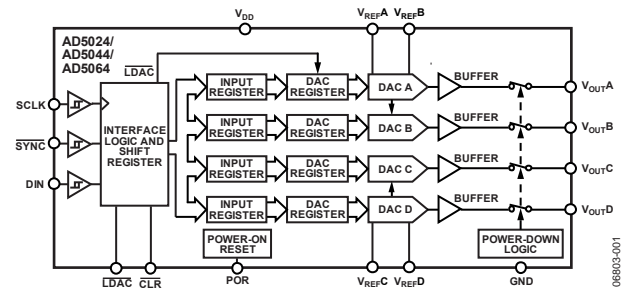 VDD
VREFA
VREFB
AD5024/
AD5044/
AD5064
LDAC
SCLK
SYNC
DIN
INTERFACE
LOGIC AND
SHIFT
REGISTER
INPUT
REGISTER
DAC
REGISTER
DAC A
BUFFER
VOUTA
INPUT
REGISTER
DAC
REGISTER
DAC B
BUFFER
VOUTB
INPUT
REGISTER
DAC
REGISTER
DAC C
BUFFER
VOUTC
INPUT
REGISTER
DAC
REGISTER
DAC D
BUFFER
VOUTD
POWER-ON
RESET
POWER-DOWN
LOGIC
LDAC
CLR
POR
VREFC
VREFD
GND
06803-001